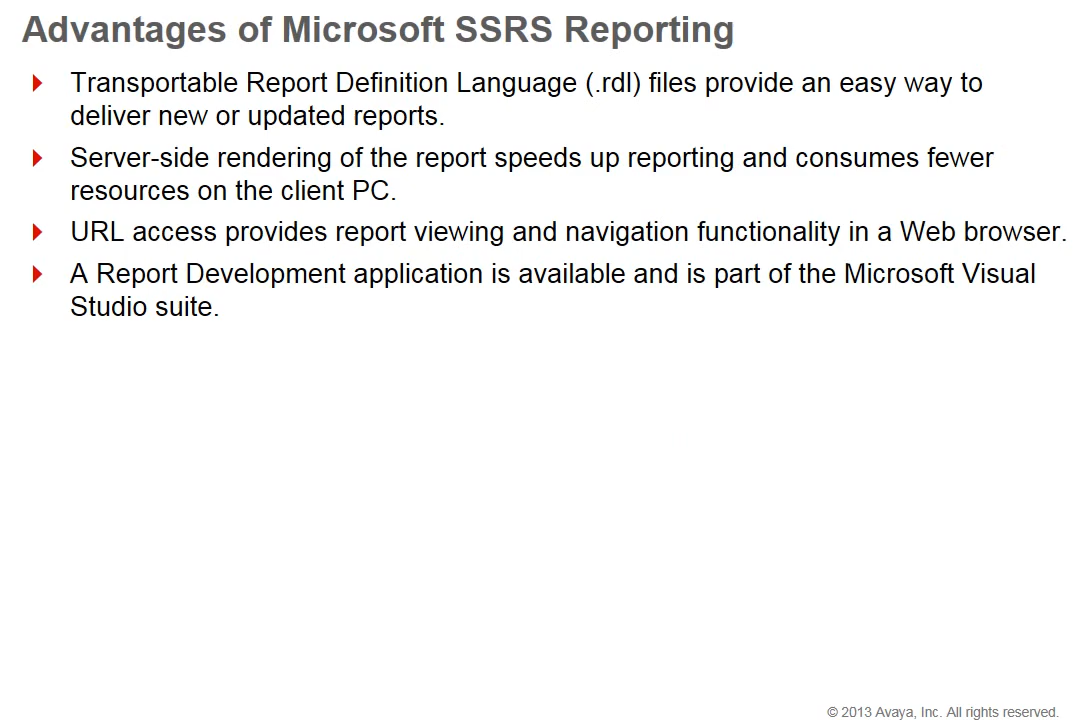 Advantages of Microsoft SSRS Reporting
Transportable Report Definition Language (.rdl) files provide an easy way to
deliver new or updated reports.
Server-side rendering of the report speeds up reporting and consumes fewer
resources on the client PC.
URL access provides report viewing and navigation functionality in a Web browser.
A Report Development application is available and is part of the Microsoft Visual
Studio suite.
© 2013 Avaya, Inc. All rights reserved.